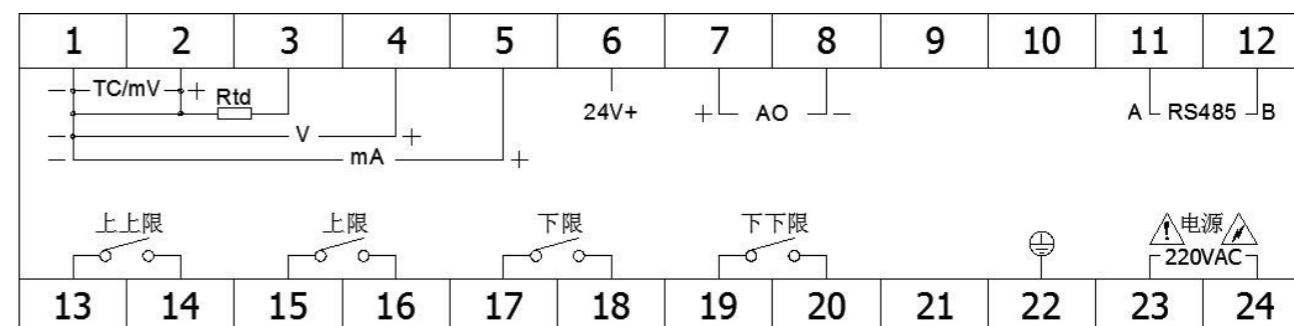 1 2 3 4 5 6 7 8 9 10 11 12
— TC/mV + Rtd 24V+ + AO — A RS485 B
— V +
— mA +
上上限 上限 下限 下下限 电源
220VAC
13 14 15 16 17 18 19 20 21 22 23 24